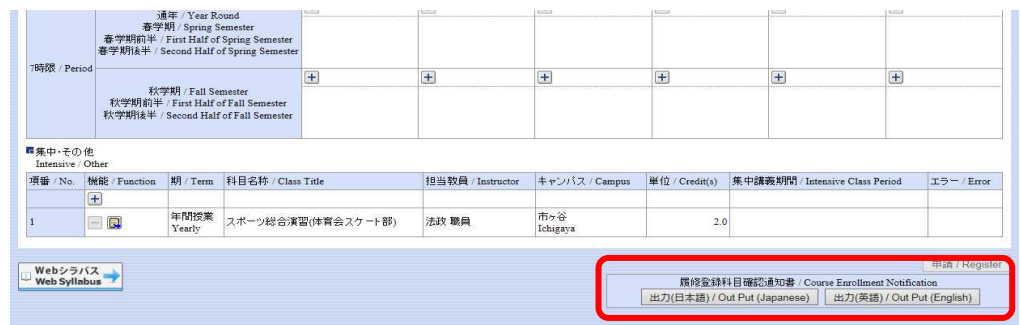 通年 / Year Round
春学期 / Spring Semester
春学期前半 / First Half of Spring Semester
春学期後半 / Second Half of Spring Semester
7時限 / Period
秋学期 / Fall Semester
秋学期前半 / First Half of Fall Semester
秋学期後半 / Second Half of Fall Semester
集中・その他
Intensive / Other
項番 / No. 機能 / Function 期 / Term 科目名称 / Class Title 担当教員 / Instructor キャンパス / Campus 単位 / Credit(s) 集中講義期間 / Intensive Class Period エラー / Error
1 年間授業 スポーツ総合演習(体育会スケート部) 法政 職員 市ヶ谷 2.0
Yearly Ichigaya
申請 / Register
Webシラバス
Web Syllabus
履修登録科目確認通知書 / Course Enrollment Notification
出力(日本語) / Out Put (Japanese) 出力(英語) / Out Put (English)